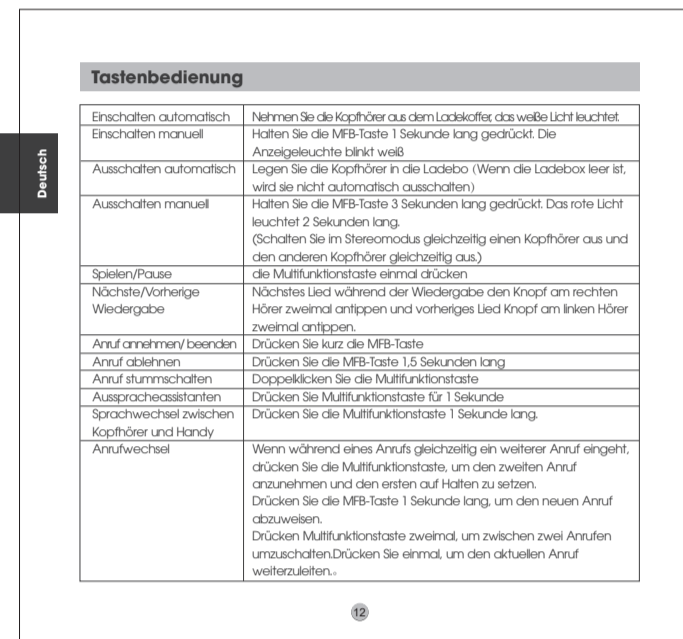 Tastenbedienung
Deutsch
Einschalten automatisch
Nehmen Sie die Kopfhörer aus dem Ladekoffer, das weiße Licht leuchtet.
Einschalten manuell
Halten Sie die MFB-Taste 1 Sekunde lang gedrückt. Die
Anzeigeleuchte blinkt weiß
Ausschalten automatisch
Legen Sie die Kopfhörer in die Ladebo (Wenn die Ladebox leer ist,
wird sie nicht automatisch ausschalten)
Ausschalten manuell
Halten Sie die MFB-Taste 3 Sekunden lang gedrückt. Das rote Licht
leuchtet 2 Sekunden lang.
(Schalten Sie im Stereomodus gleichzeitig einen Kopfhörer aus und
den anderen Kopfhörer gleichzeitig aus.)
Spielen/Pause
die Multifunktionstaste einmal drücken
Nächste/Vorherige
Wiedergabe
Nächstes Lied während der Wiedergabe den Knopf am rechten
Hörer zweimal antippen und vorheriges Lied Knopf am linken Hörer
zweimal antippen.
Anruf annehmen/ beenden
Drücken Sie kurz die MFB-Taste
Anruf ablehnen
Drücken Sie die MFB-Taste 1,5 Sekunden lang
Anruf stummschalten
Doppelklicken Sie die Multifunktionstaste
Ausspracheassistanten
Drücken Sie Multifunktionstaste für 1 Sekunde
Sprachwechsel zwischen
Kopfhörer und Handy
Drücken Sie die Multifunktionstaste 1 Sekunde lang.
Anrufwechsel
Wenn während eines Anrufs gleichzeitig ein weiterer Anruf eingeht,
drücken Sie die Multifunktionstaste, um den zweiten Anruf
anzunehmen und den ersten auf Halten zu setzen.
Drücken Sie die MFB-Taste 1 Sekunde lang, um den neuen Anruf
abzuweisen.
Drücken Multifunktionstaste zweimal, um zwischen zwei Anrufen
umzuschalten.Drücken Sie einmal, um den aktuellen Anruf
weiterzuleiten.。
12